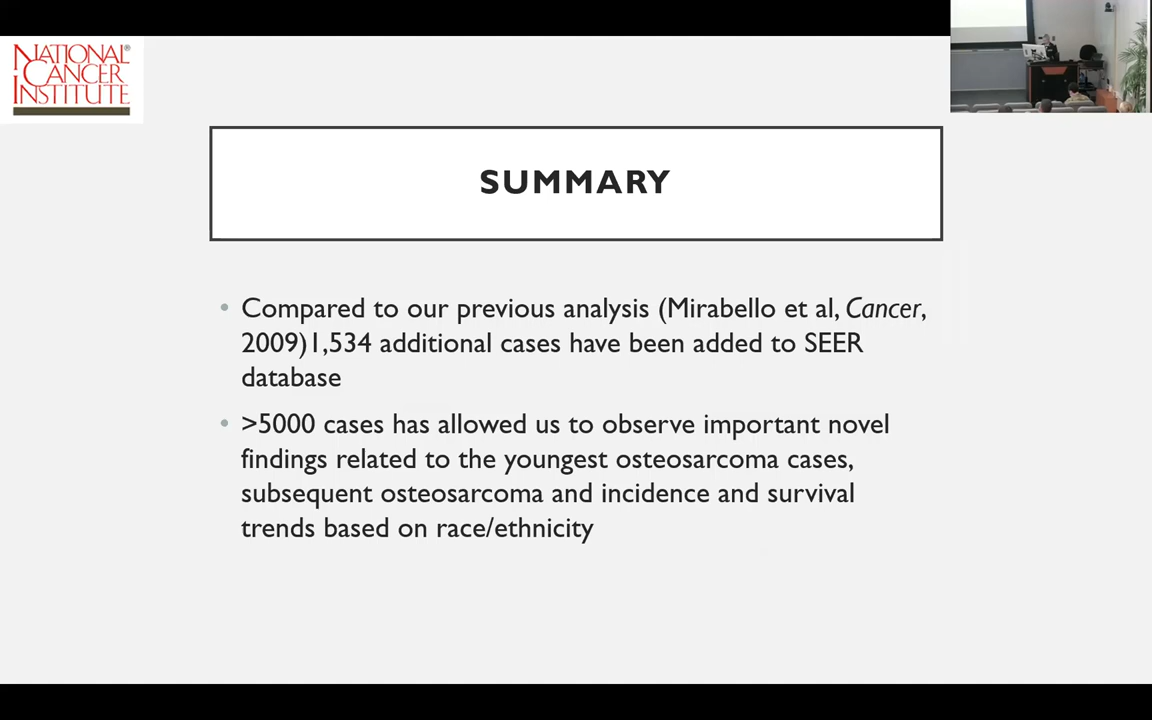 NATIONAL®
CANCER
INSTITUTE
SUMMARY
• Compared to our previous analysis (Mirabello et al, Cancer,
2009)1,534 additional cases have been added to SEER
database
• >5000 cases has allowed us to observe important novel
findings related to the youngest osteosarcoma cases,
subsequent osteosarcoma and incidence and survival
trends based on race/ethnicity